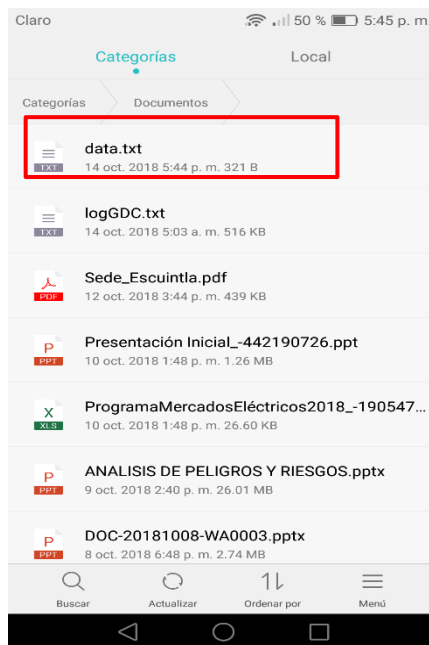 Claro 50 % 5:45 p. m
Categorías Local
Categorías Documentos
data.txt
TXT 14 oct. 2018 5:44 p. m. 321 B
logGDC.txt
TXT 14 oct. 2018 5:03 a. m. 516 KB
Sede_Escuintla.pdf
PDF 12 oct. 2018 3:44 p. m. 439 KB
P Presentación Inicial_-442190726.ppt
PPT 10 oct. 2018 1:48 p. m. 1.26 MB
X ProgramaMercadosEléctricos2018_-190547...
XLS 10 oct. 2018 1:48 p. m. 26.60 KB
P ANALISIS DE PELIGROS Y RIESGOS.pptx
PPT 9 oct. 2018 2:40 p. m. 26.01 MB
P DOC-20181008-WA0003.pptx
PPT 8 oct. 2018 6:48 p. m. 2.74 MB
Buscar Actualizar Ordenar por Menú